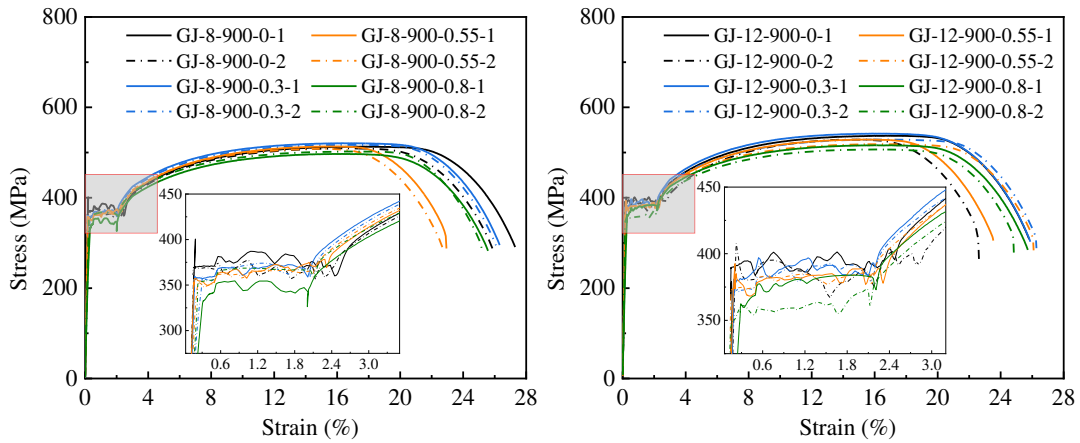 800
600
400
200
0
0 4 8 12 16 20 24 28
Stress (MPa)
Strain (%)
GJ-8-900-0-1 GJ-8-900-0.55-1
GJ-8-900-0-2 GJ-8-900-0.55-2
GJ-8-900-0.3-1 GJ-8-900-0.8-1
GJ-8-900-0.3-2 GJ-8-900-0.8-2
450
425
400
375
350
325
300
275
0.6 1.2 1.8 2.4 3.0
800
600
400
200
0
0 4 8 12 16 20 24 28
Stress (MPa)
Strain (%)
GJ-12-900-0-1 GJ-12-900-0.55-1
GJ-12-900-0-2 GJ-12-900-0.55-2
GJ-12-900-0.3-1 GJ-12-900-0.8-1
GJ-12-900-0.3-2 GJ-12-900-0.8-2
450
425
400
375
350
0.6 1.2 1.8 2.4 3.0